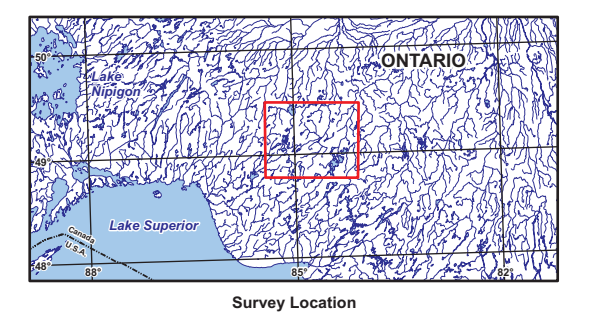 50°
ONTARIO
Lake
Nipigon
49°
Lake Superior
Canada
U.S.A.
48°
88°
85°
82°
Survey Location